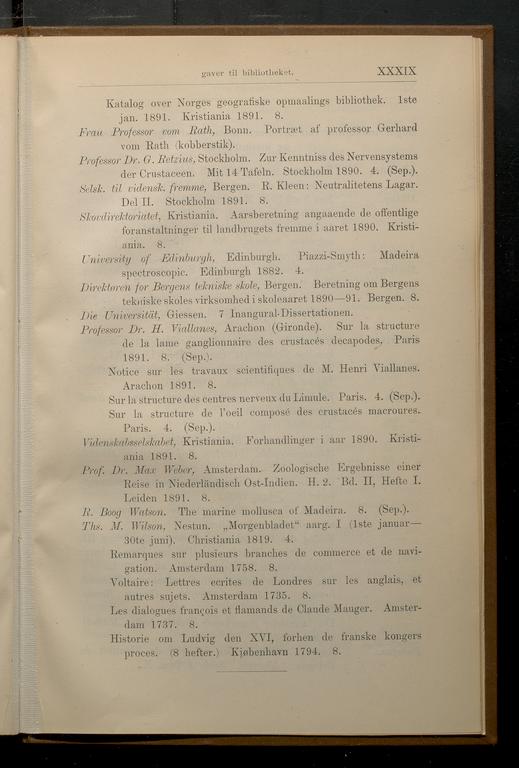 gaver til bibliotheket. XXXIX
Katalog over Norges geografiske opmaalings bibliothek. 1ste
jan. 1891. Kristiania 1891. 8.
Frau Professor vom Rath, Bonn. Portræt af professor Gerhard
vom Rath (kobberstik).
Professor Dr. G. Retzius, Stockholm. Zur Kenntniss des Nervensystems
der Crustaceen. Mit 14 Tafeln. Stockholm 1890. 4. (Sep.).
Selsk. til vidensk. fremme, Bergen. R. Kleen: Neutralitetens Lagar.
Del II. Stockholm 1891. 8.
Skovdirektoriatet, Kristiania. Aarsberetning angaaende de offentlige
foranstaltninger til landbrugets fremme i aaret 1890. Kristi-
ania. 8.
University of Edinburgh, Edinburgh. Piazzi-Smyth: Madeira
spectroscopic. Edinburgh 1882. 4.
Direktøren for Bergens tekniske skole, Bergen. Beretning om Bergens
tekniske skoles virksomhed i skoleaaret 1890—91. Bergen. 8.
Die Universität, Giessen. 7 Inangural-Dissertationen.
Professor Dr. H. Viallanes, Arachon (Gironde). Sur la structure
de la lame ganglionnaire des crustacés decapodes. Paris
1891. 8. (Sep.).
Notice sur les travaux scientifiques de M. Henri Viallanes.
Arachon 1891. 8.
Sur la structure des centres nerveux du Limule. Paris. 4. (Sep.).
Sur la structure de l'oeil composé des crustacés macroures.
Paris. 4. (Sep.).
Videnskabsselskabet, Kristiania. Forhandlinger i aar 1890. Kristi-
ania 1891. 8.
Prof. Dr. Max Weber, Amsterdam. Zoologische Ergebnisse einer
Reise in Niederländisch Ost-Indien. H. 2. Bd. II, Hefte I.
Leiden 1891. 8.
R. Boog Watson. The marine mollusca of Madeira. 8. (Sep.).
Ths. M. Wilson, Nestun. „Morgenbladet“ aarg. I (1ste januar—
30te juni). Christiania 1819. 4.
Remarques sur plusieurs branches de commerce et de navi-
gation. Amsterdam 1758. 8.
Voltaire: Lettres ecrites de Londres sur les anglais, et
autres sujets. Amsterdam 1735. 8.
Les dialogues françois et flamands de Claude Mauger. Amster-
dam 1737. 8.
Historie om Ludvig den XVI, forhen de franske kongers
proces. (8 hefter.) Kjøbenhavn 1794. 8.